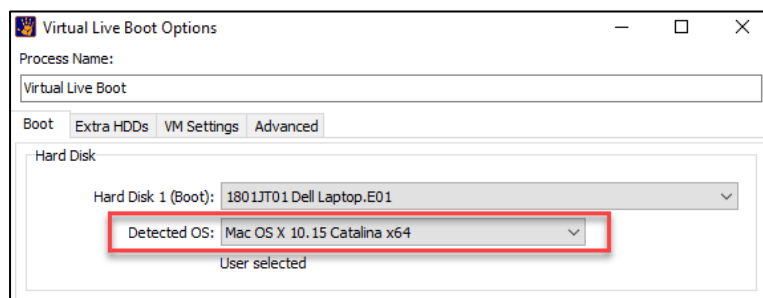 Virtual Live Boot Options
Process Name:
Virtual Live Boot
Boot Extra HDDs VM Settings Advanced
Hard Disk
Hard Disk 1 (Boot): 1801JT01 Dell Laptop.E01
Detected OS: Mac OS X 10.15 Catalina x64
User selected